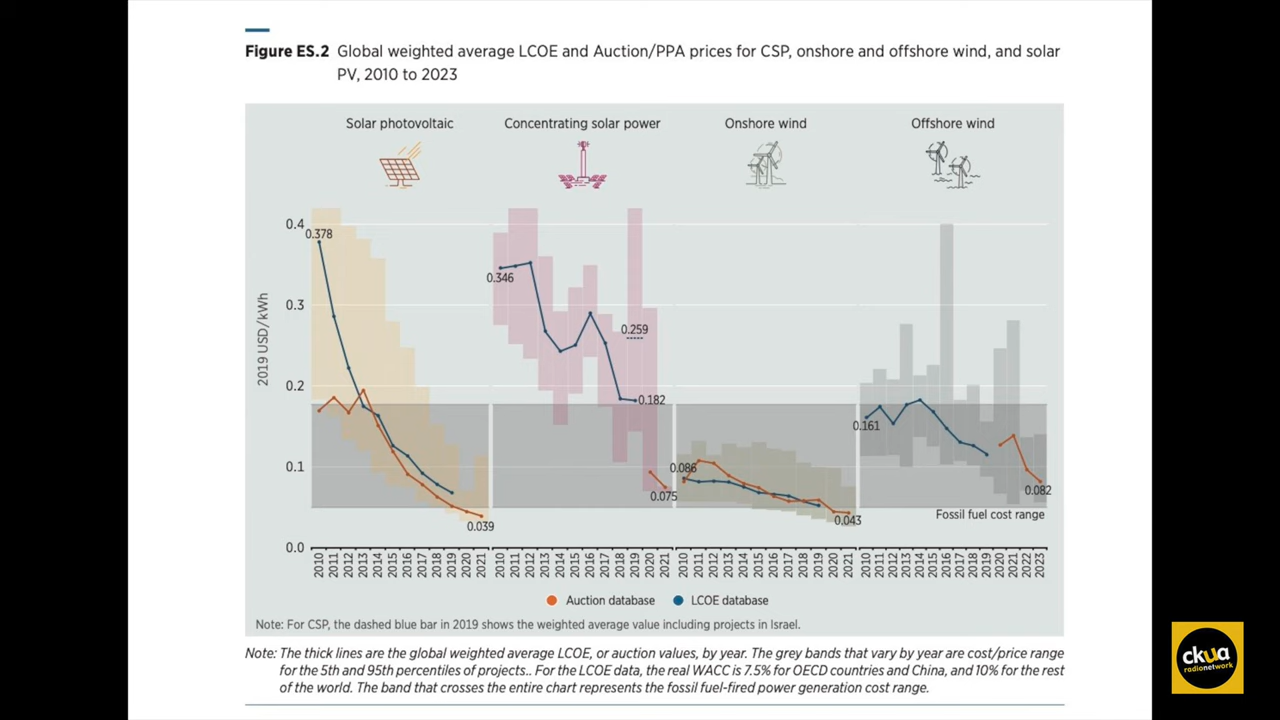 Figure ES.2 Global weighted average LCOE and Auction/PPA prices for CSP, onshore and offshore wind, and solar
PV, 2010 to 2023
Solar photovoltaic
Concentrating solar power
Onshore wind
Offshore wind
2019 USD/kWh
0.4
0.3
0.2
0.1
0.0
0.378
0.039
0.346
0.259
0.182
0.075
0.086
0.043
0.161
0.082
Fossil fuel cost range
2010 2011 2012 2013 2014 2015 2016 2017 2018 2019 2020 2021
2010 2011 2012 2013 2014 2015 2016 2017 2018 2019 2020 2021
2010 2011 2012 2013 2014 2015 2016 2017 2018 2019 2020 2021
2010 2011 2012 2013 2014 2015 2016 2017 2018 2019 2020 2021 2022 2023
Auction database
LCOE database
Note: For CSP, the dashed blue bar in 2019 shows the weighted average value including projects in Israel.
Note: The thick lines are the global weighted average LCOE, or auction values, by year. The grey bands that vary by year are cost/price range
for the 5th and 95th percentiles of projects.. For the LCOE data, the real WACC is 7.5% for OECD countries and China, and 10% for the rest
of the world. The band that crosses the entire chart represents the fossil fuel-fired power generation cost range.
ckua
radionetwork